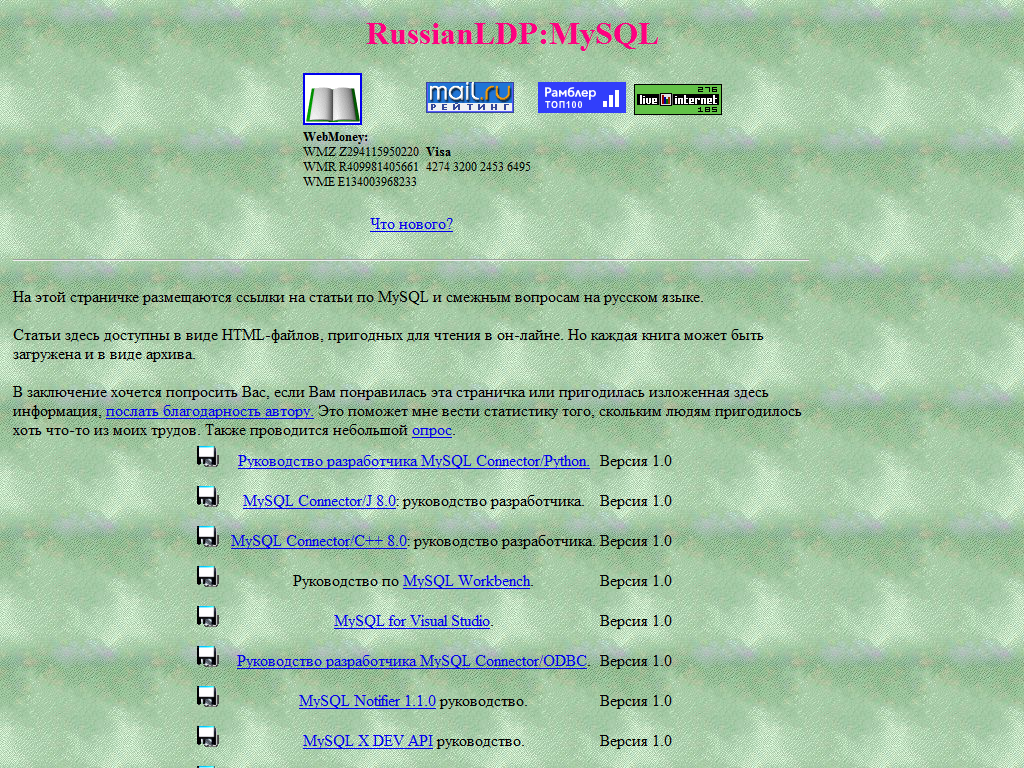 RussianLDP:MySQL
mail.ru
РЕЙТИНГ
Рамблер
ТОП100
276
live internet
185
WebMoney:
WMZ Z294115950220 Visa
WMR R409981405661 4274 3200 2453 6495
WME E134003968233
Что нового?
На этой страничке размещаются ссылки на статьи по MySQL и смежным вопросам на русском языке.
Статьи здесь доступны в виде HTML-файлов, пригодных для чтения в он-лайне. Но каждая книга может быть
загружена и в виде архива.
В заключение хочется попросить Вас, если Вам понравилась эта страничка или пригодилась изложенная здесь
информация, послать благодарность автору. Это поможет мне вести статистику того, скольким людям пригодилось
хоть что-то из моих трудов. Также проводится небольшой опрос.
Руководство разработчика MySQL Connector/Python. Версия 1.0
MySQL Connector/J 8.0: руководство разработчика. Версия 1.0
MySQL Connector/C++ 8.0: руководство разработчика. Версия 1.0
Руководство по MySQL Workbench. Версия 1.0
MySQL for Visual Studio. Версия 1.0
Руководство разработчика MySQL Connector/ODBC. Версия 1.0
MySQL Notifier 1.1.0 руководство. Версия 1.0
MySQL X DEV API руководство. Версия 1.0